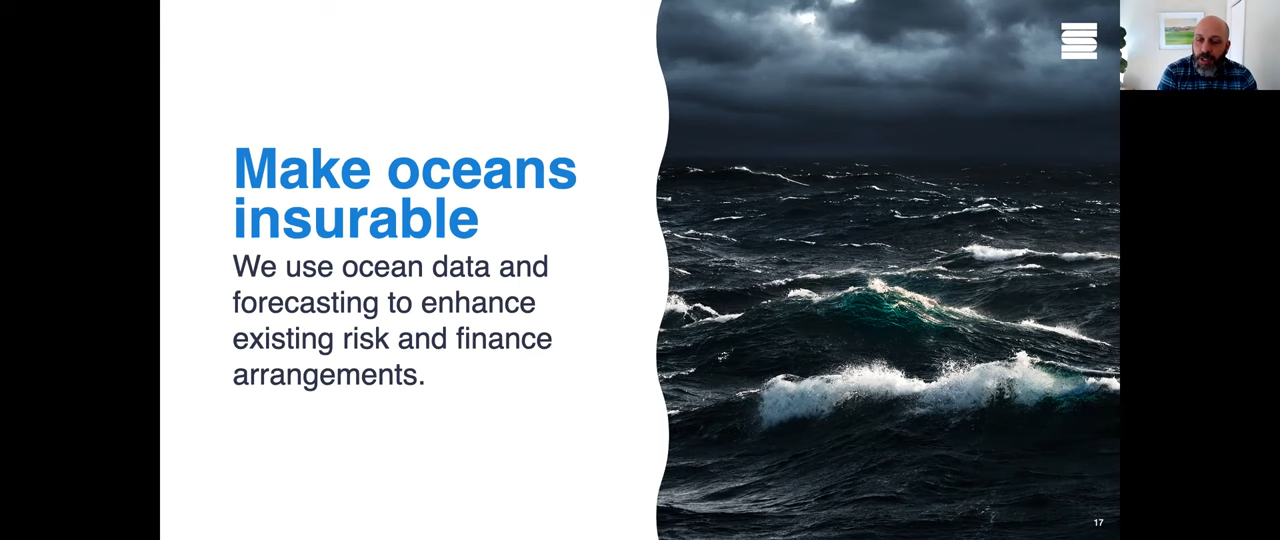 Make oceans
insurable
We use ocean data and
forecasting to enhance
existing risk and finance
arrangements.
17